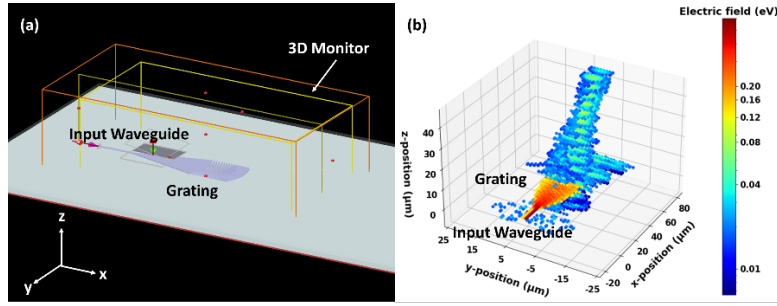 (a)
3D Monitor
Input Waveguide
Grating
z
x
y
(b)
Electric field (eV)
0.20
0.16
0.12
0.08
0.04
0.01
z-position (µm)
40
30
20
10
0
Grating
Input Waveguide
25
15
5
-5
-15
-25
y-position (µm)
-20
0
20
40
60
80
x-position (µm)